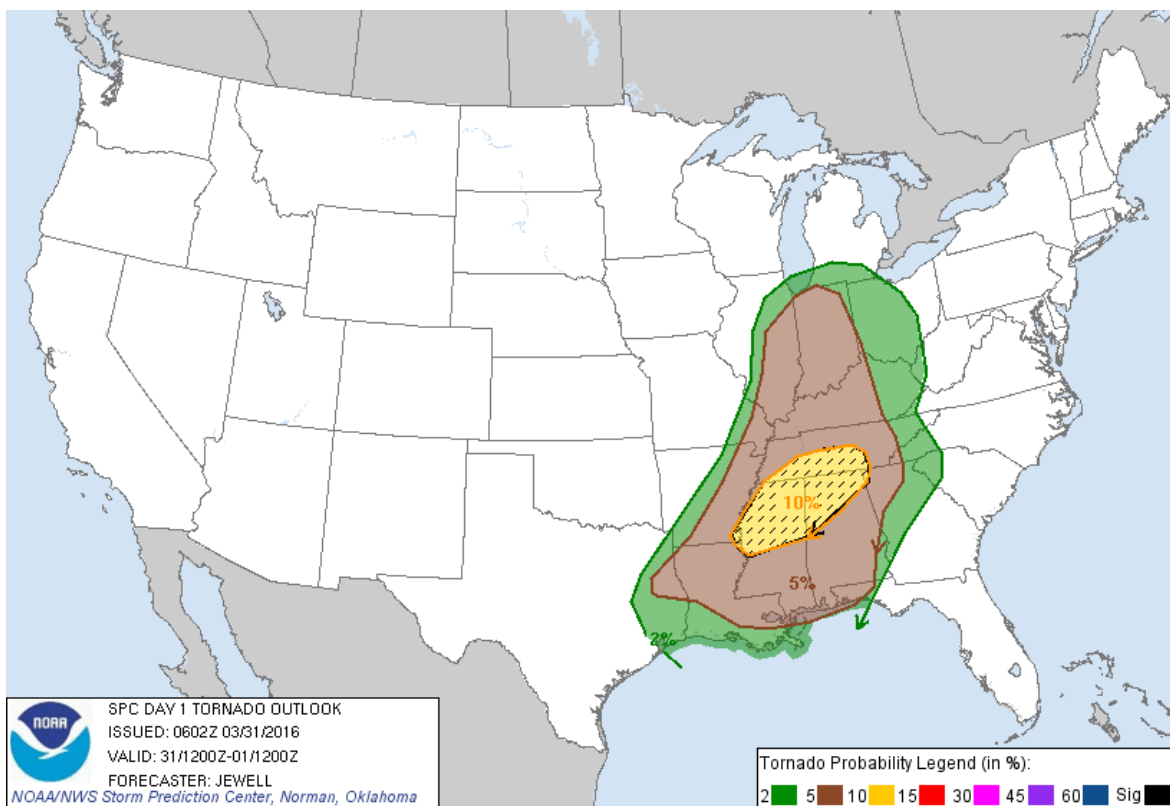 10%
5%
2%
NOAA
SPC DAY 1 TORNADO OUTLOOK
ISSUED: 0602Z 03/31/2016
VALID: 31/1200Z-01/1200Z
FORECASTER: JEWELL
NOAA/NWS Storm Prediction Center, Norman, Oklahoma
Tornado Probability Legend (in %):
2 5 10 15 30 45 60 Sig